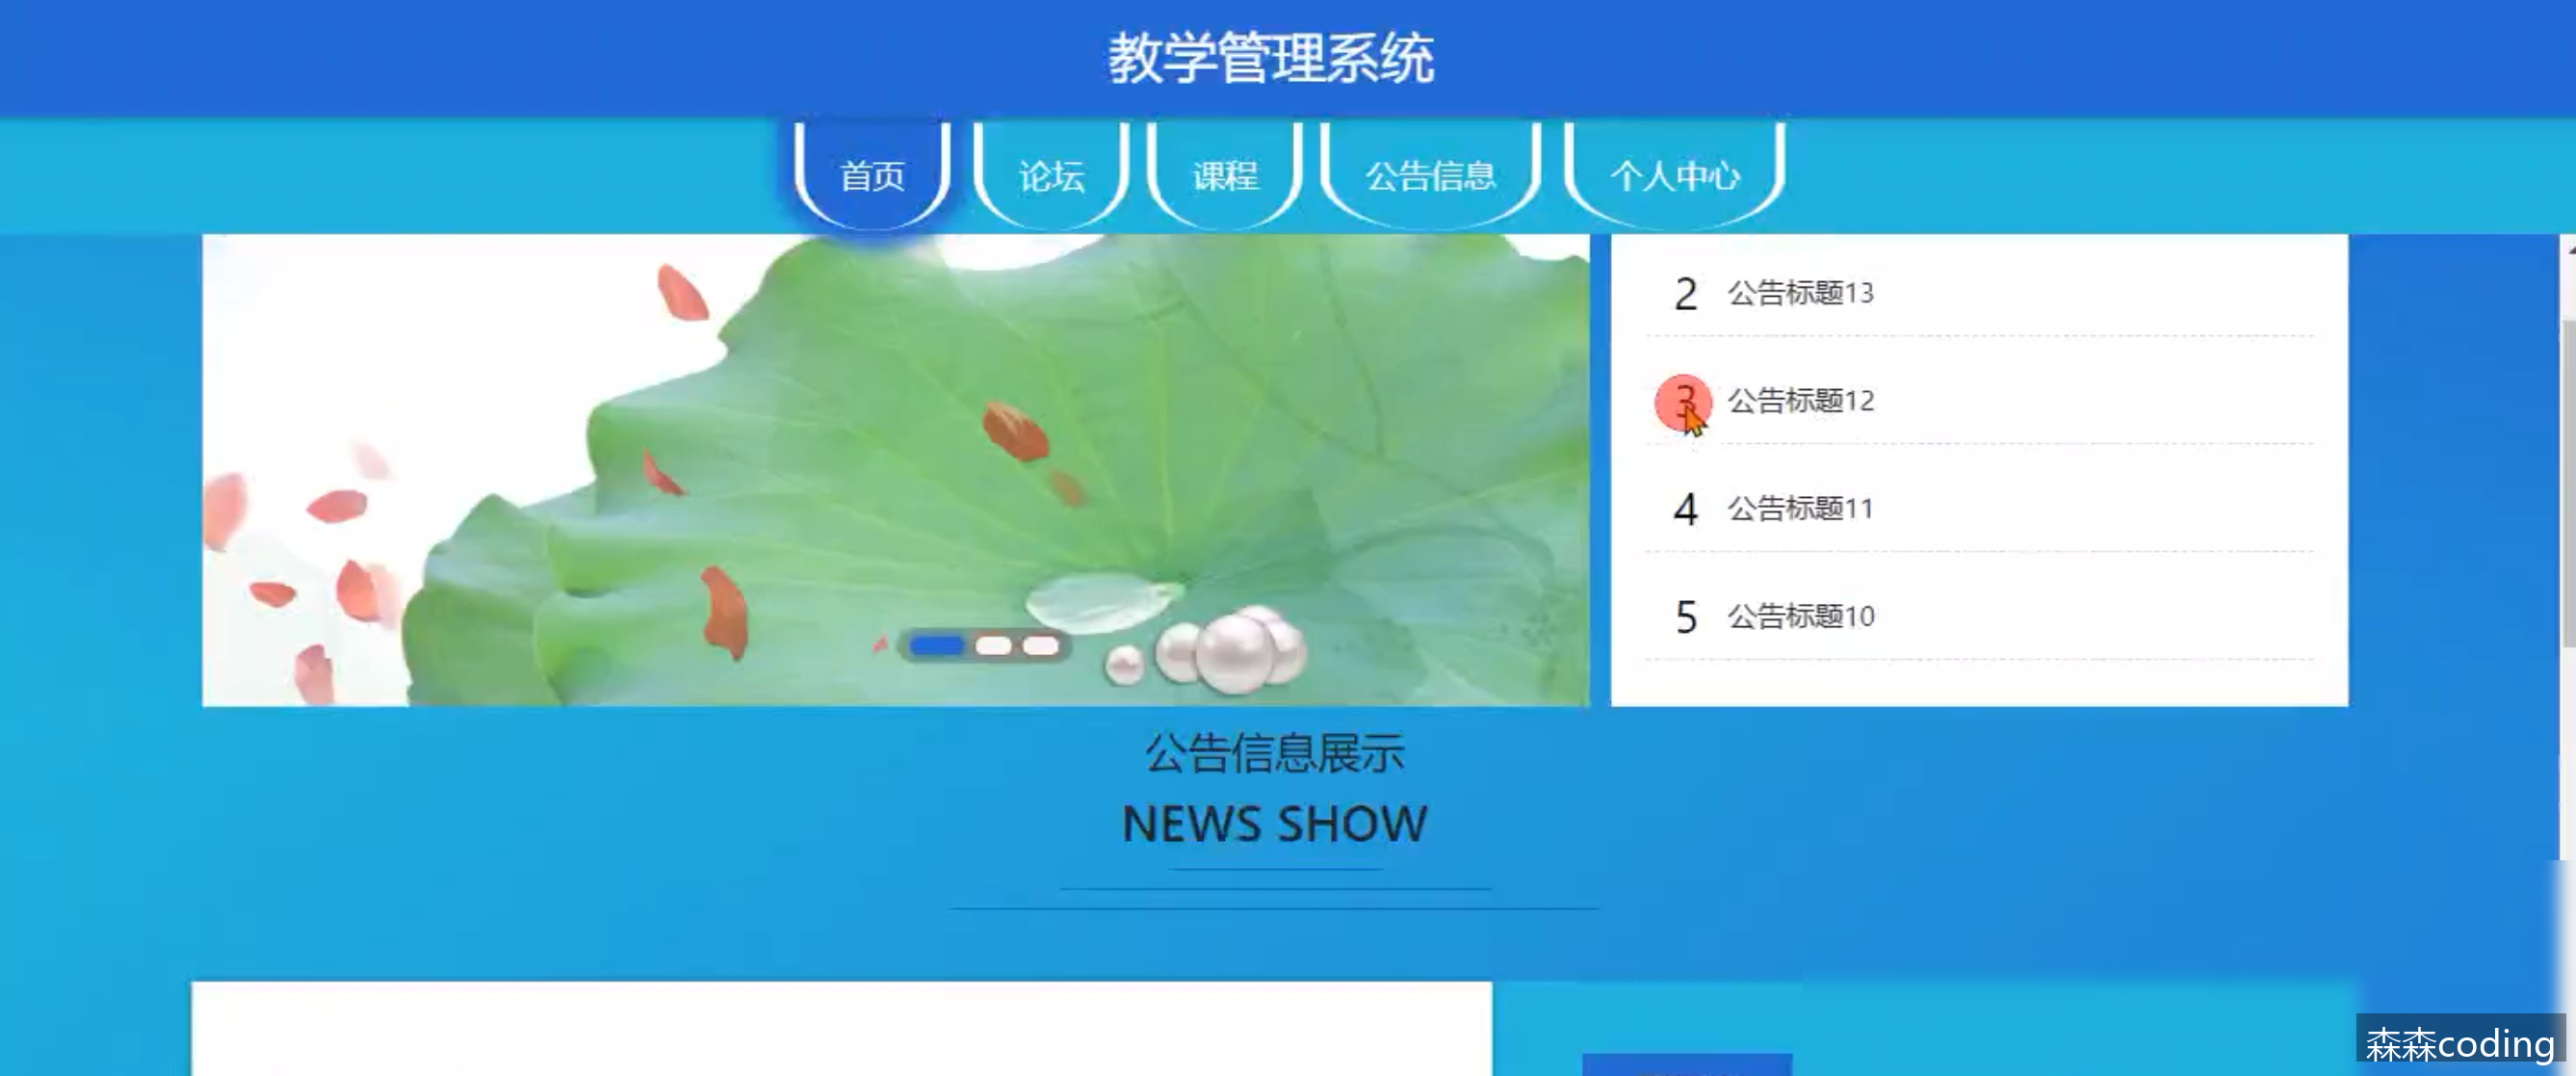 教学管理系统
首页 论坛 课程 公告信息 个人中心
2 公告标题13
3 公告标题12
4 公告标题11
5 公告标题10
公告信息展示
NEWS SHOW
森森coding